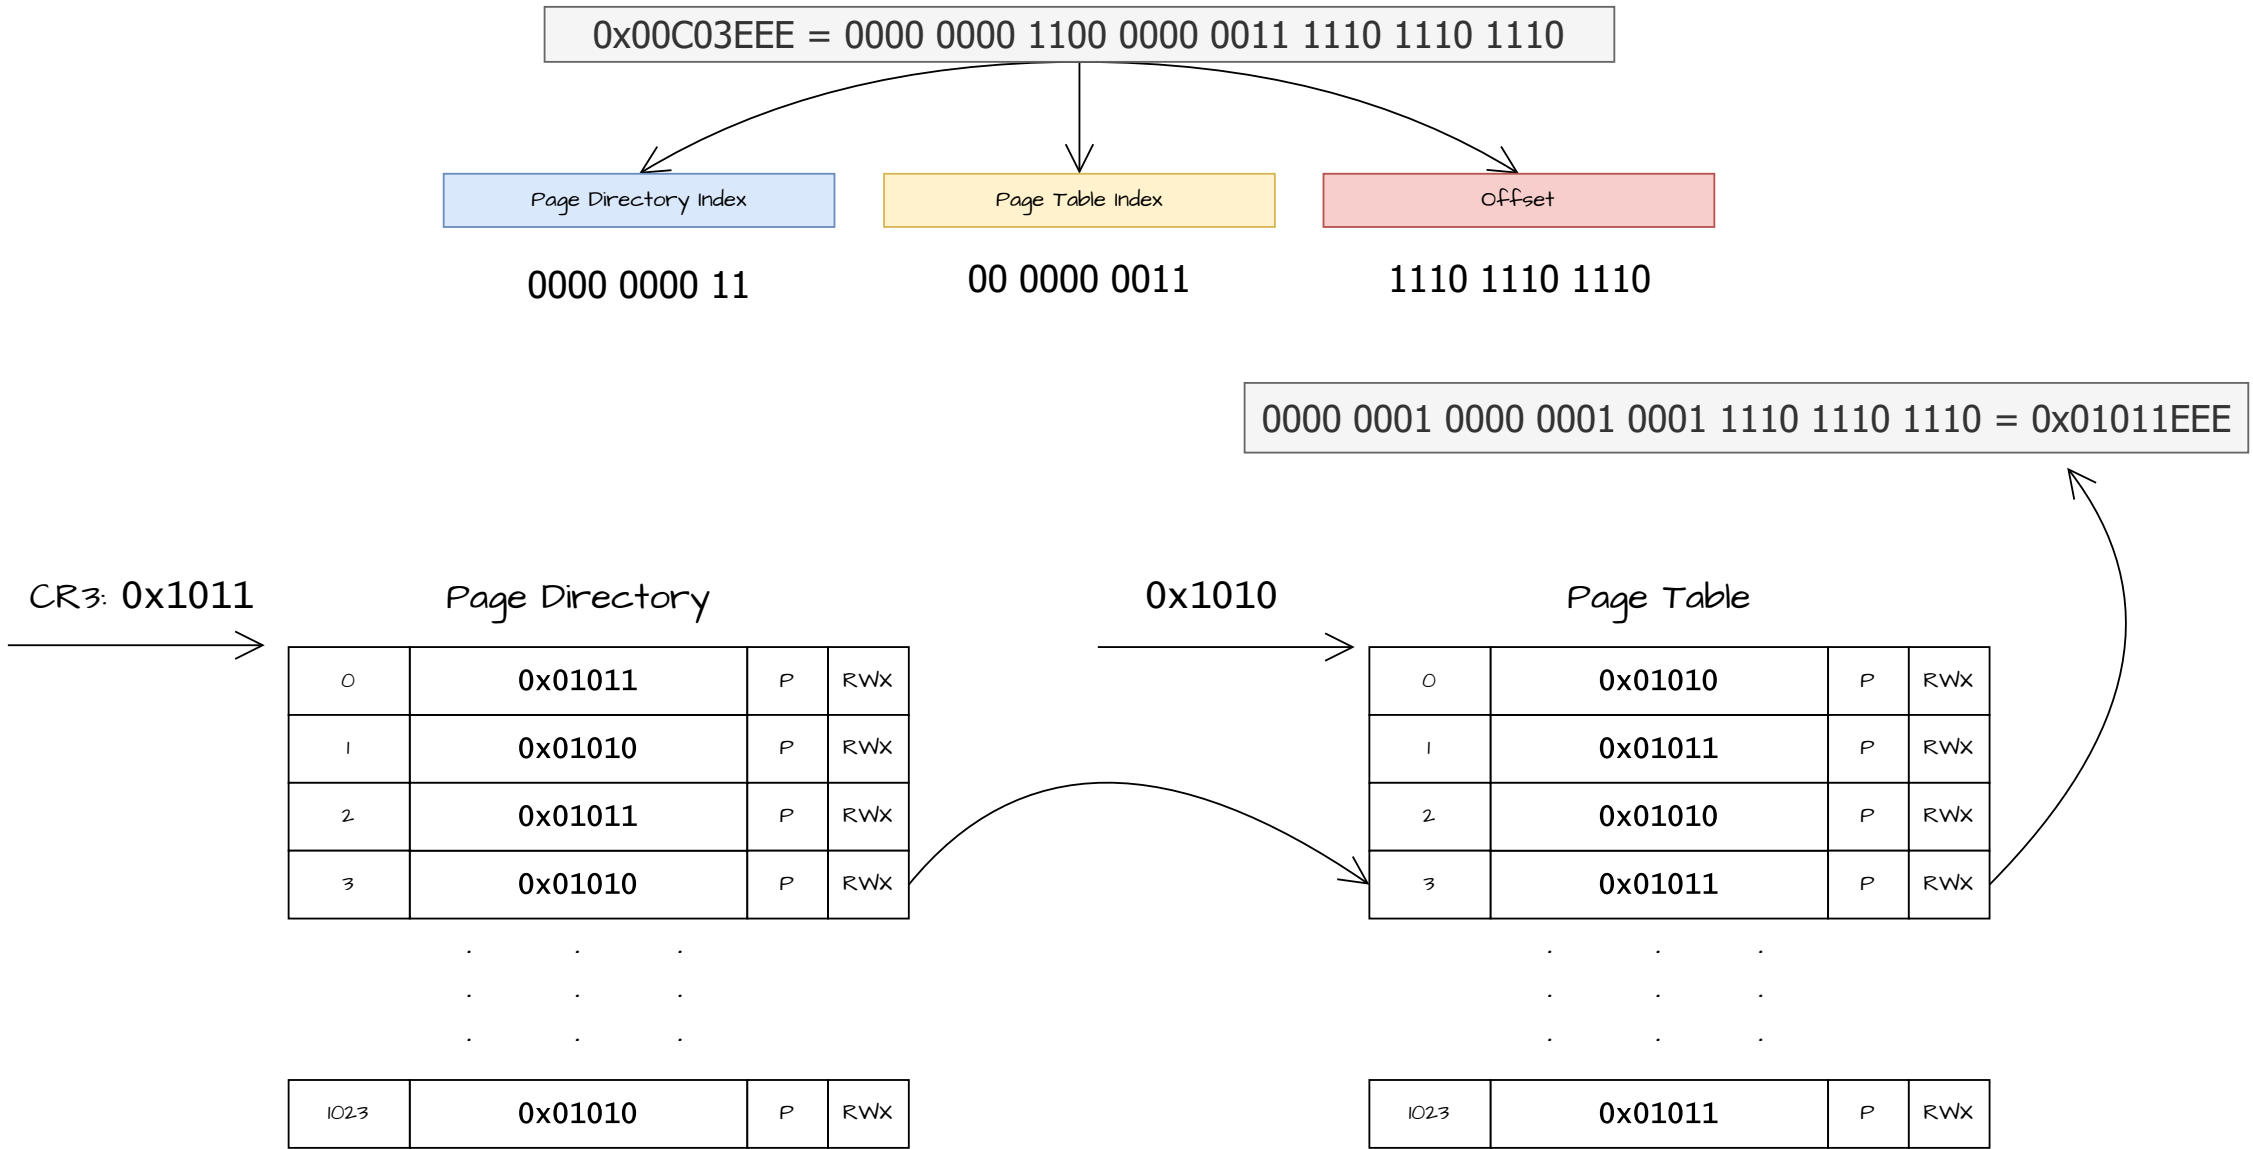 0x00C03EEE = 0000 0000 1100 0000 0011 1110 1110 1110
Page Directory Index
Page Table Index
Offset
0000 0000 11
00 0000 0011
1110 1110 1110
0000 0001 0000 0001 0001 1110 1110 1110 = 0x01011EEE
CR3: 0x1011
Page Directory
0 0x01011 P RWX
1 0x01010 P RWX
2 0x01011 P RWX
3 0x01010 P RWX
. . .
. . .
. . .
1023 0x01010 P RWX
0x1010
Page Table
0 0x01010 P RWX
1 0x01011 P RWX
2 0x01010 P RWX
3 0x01011 P RWX
. . .
. . .
. . .
1023 0x01011 P RWX